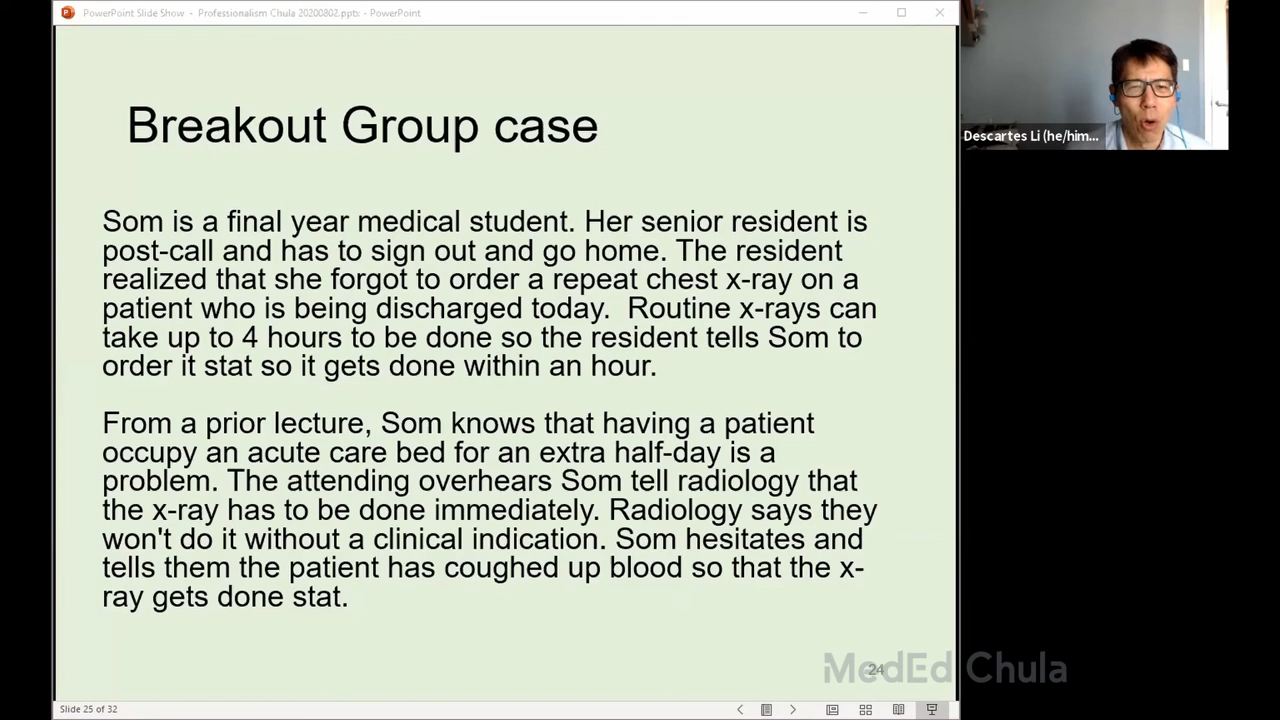 PowerPoint Slide Show - Professionalism Chula 20200802.pptx - PowerPoint
Breakout Group case
Descartes Li (he/him...
Som is a final year medical student. Her senior resident is
post-call and has to sign out and go home. The resident
realized that she forgot to order a repeat chest x-ray on a
patient who is being discharged today.  Routine x-rays can
take up to 4 hours to be done so the resident tells Som to
order it stat so it gets done within an hour.
From a prior lecture, Som knows that having a patient
occupy an acute care bed for an extra half-day is a
problem. The attending overhears Som tell radiology that
the x-ray has to be done immediately. Radiology says they
won't do it without a clinical indication. Som hesitates and
tells them the patient has coughed up blood so that the x-
ray gets done stat.
24
MedEd Chula
Slide 25 of 32